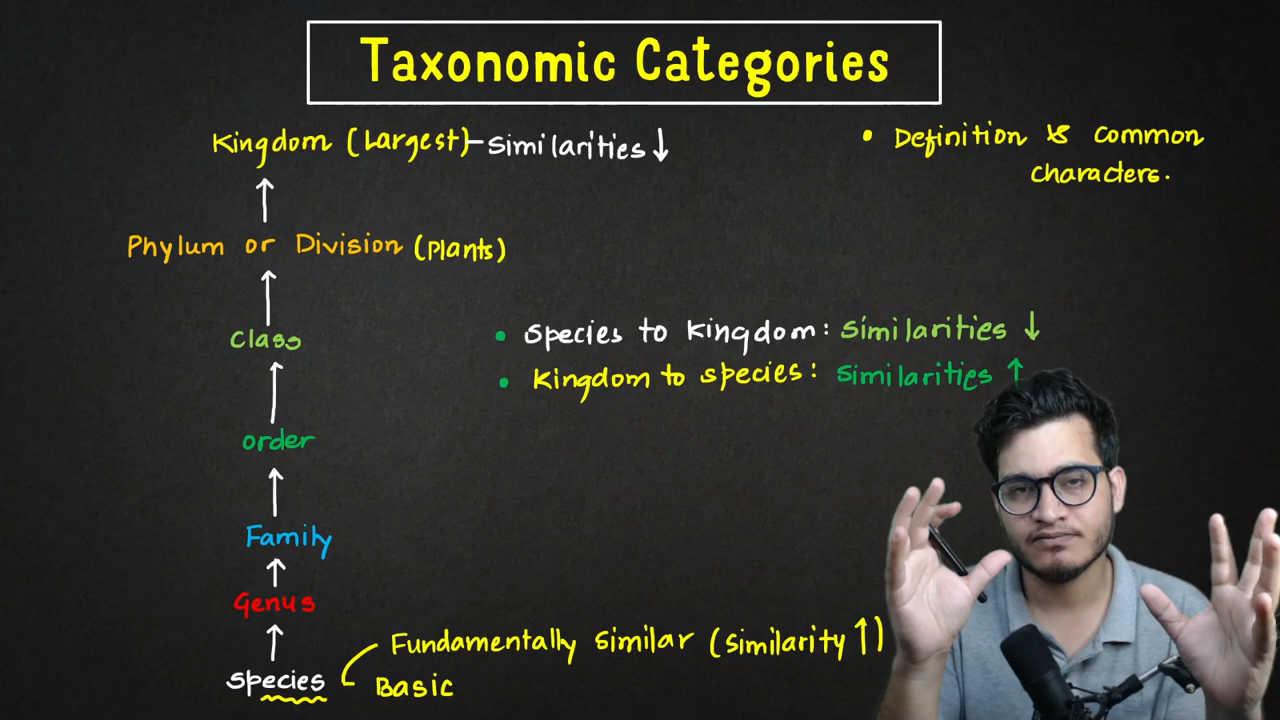 Taxonomic Categories
Kingdom (Largest) - Similarities ↓
• Definition & common
characters.
↑
Phylum or Division (Plants)
↑
Class
• Species to Kingdom: Similarities ↓
• Kingdom to species: Similarities ↑
↑
order
↑
Family
↑
Genus
↑
Species
Fundamentally similar (similarity ↑)
Basic